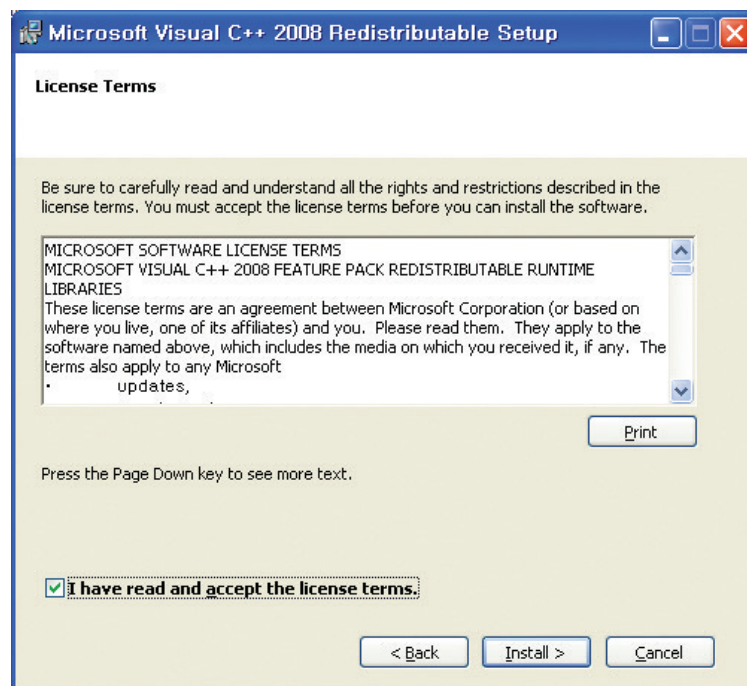 Microsoft Visual C++ 2008 Redistributable Setup
License Terms
Be sure to carefully read and understand all the rights and restrictions described in the
license terms. You must accept the license terms before you can install the software.
MICROSOFT SOFTWARE LICENSE TERMS
MICROSOFT VISUAL C++ 2008 FEATURE PACK REDISTRIBUTABLE RUNTIME
LIBRARIES
These license terms are an agreement between Microsoft Corporation (or based on
where you live, one of its affiliates) and you.  Please read them.  They apply to the
software named above, which includes the media on which you received it, if any.  The
terms also apply to any Microsoft
· updates,
Print
Press the Page Down key to see more text.
I have read and accept the license terms.
< Back Install > Cancel